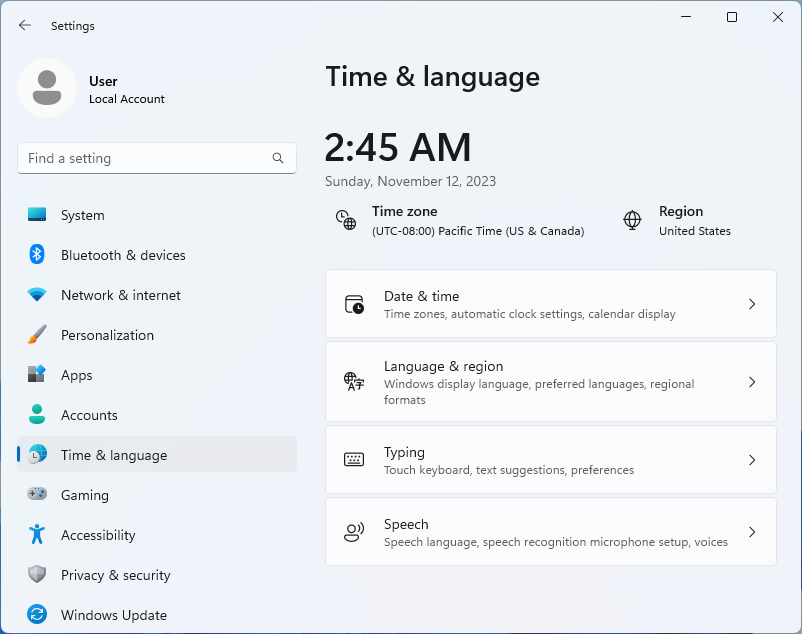 Settings
User
Local Account
Find a setting
System
Bluetooth & devices
Network & internet
Personalization
Apps
Accounts
Time & language
Gaming
Accessibility
Privacy & security
Windows Update
Time & language
2:45 AM
Sunday, November 12, 2023
Time zone
(UTC-08:00) Pacific Time (US & Canada)
Region
United States
Date & time
Time zones, automatic clock settings, calendar display
Language & region
Windows display language, preferred languages, regional
formats
Typing
Touch keyboard, text suggestions, preferences
Speech
Speech language, speech recognition microphone setup, voices